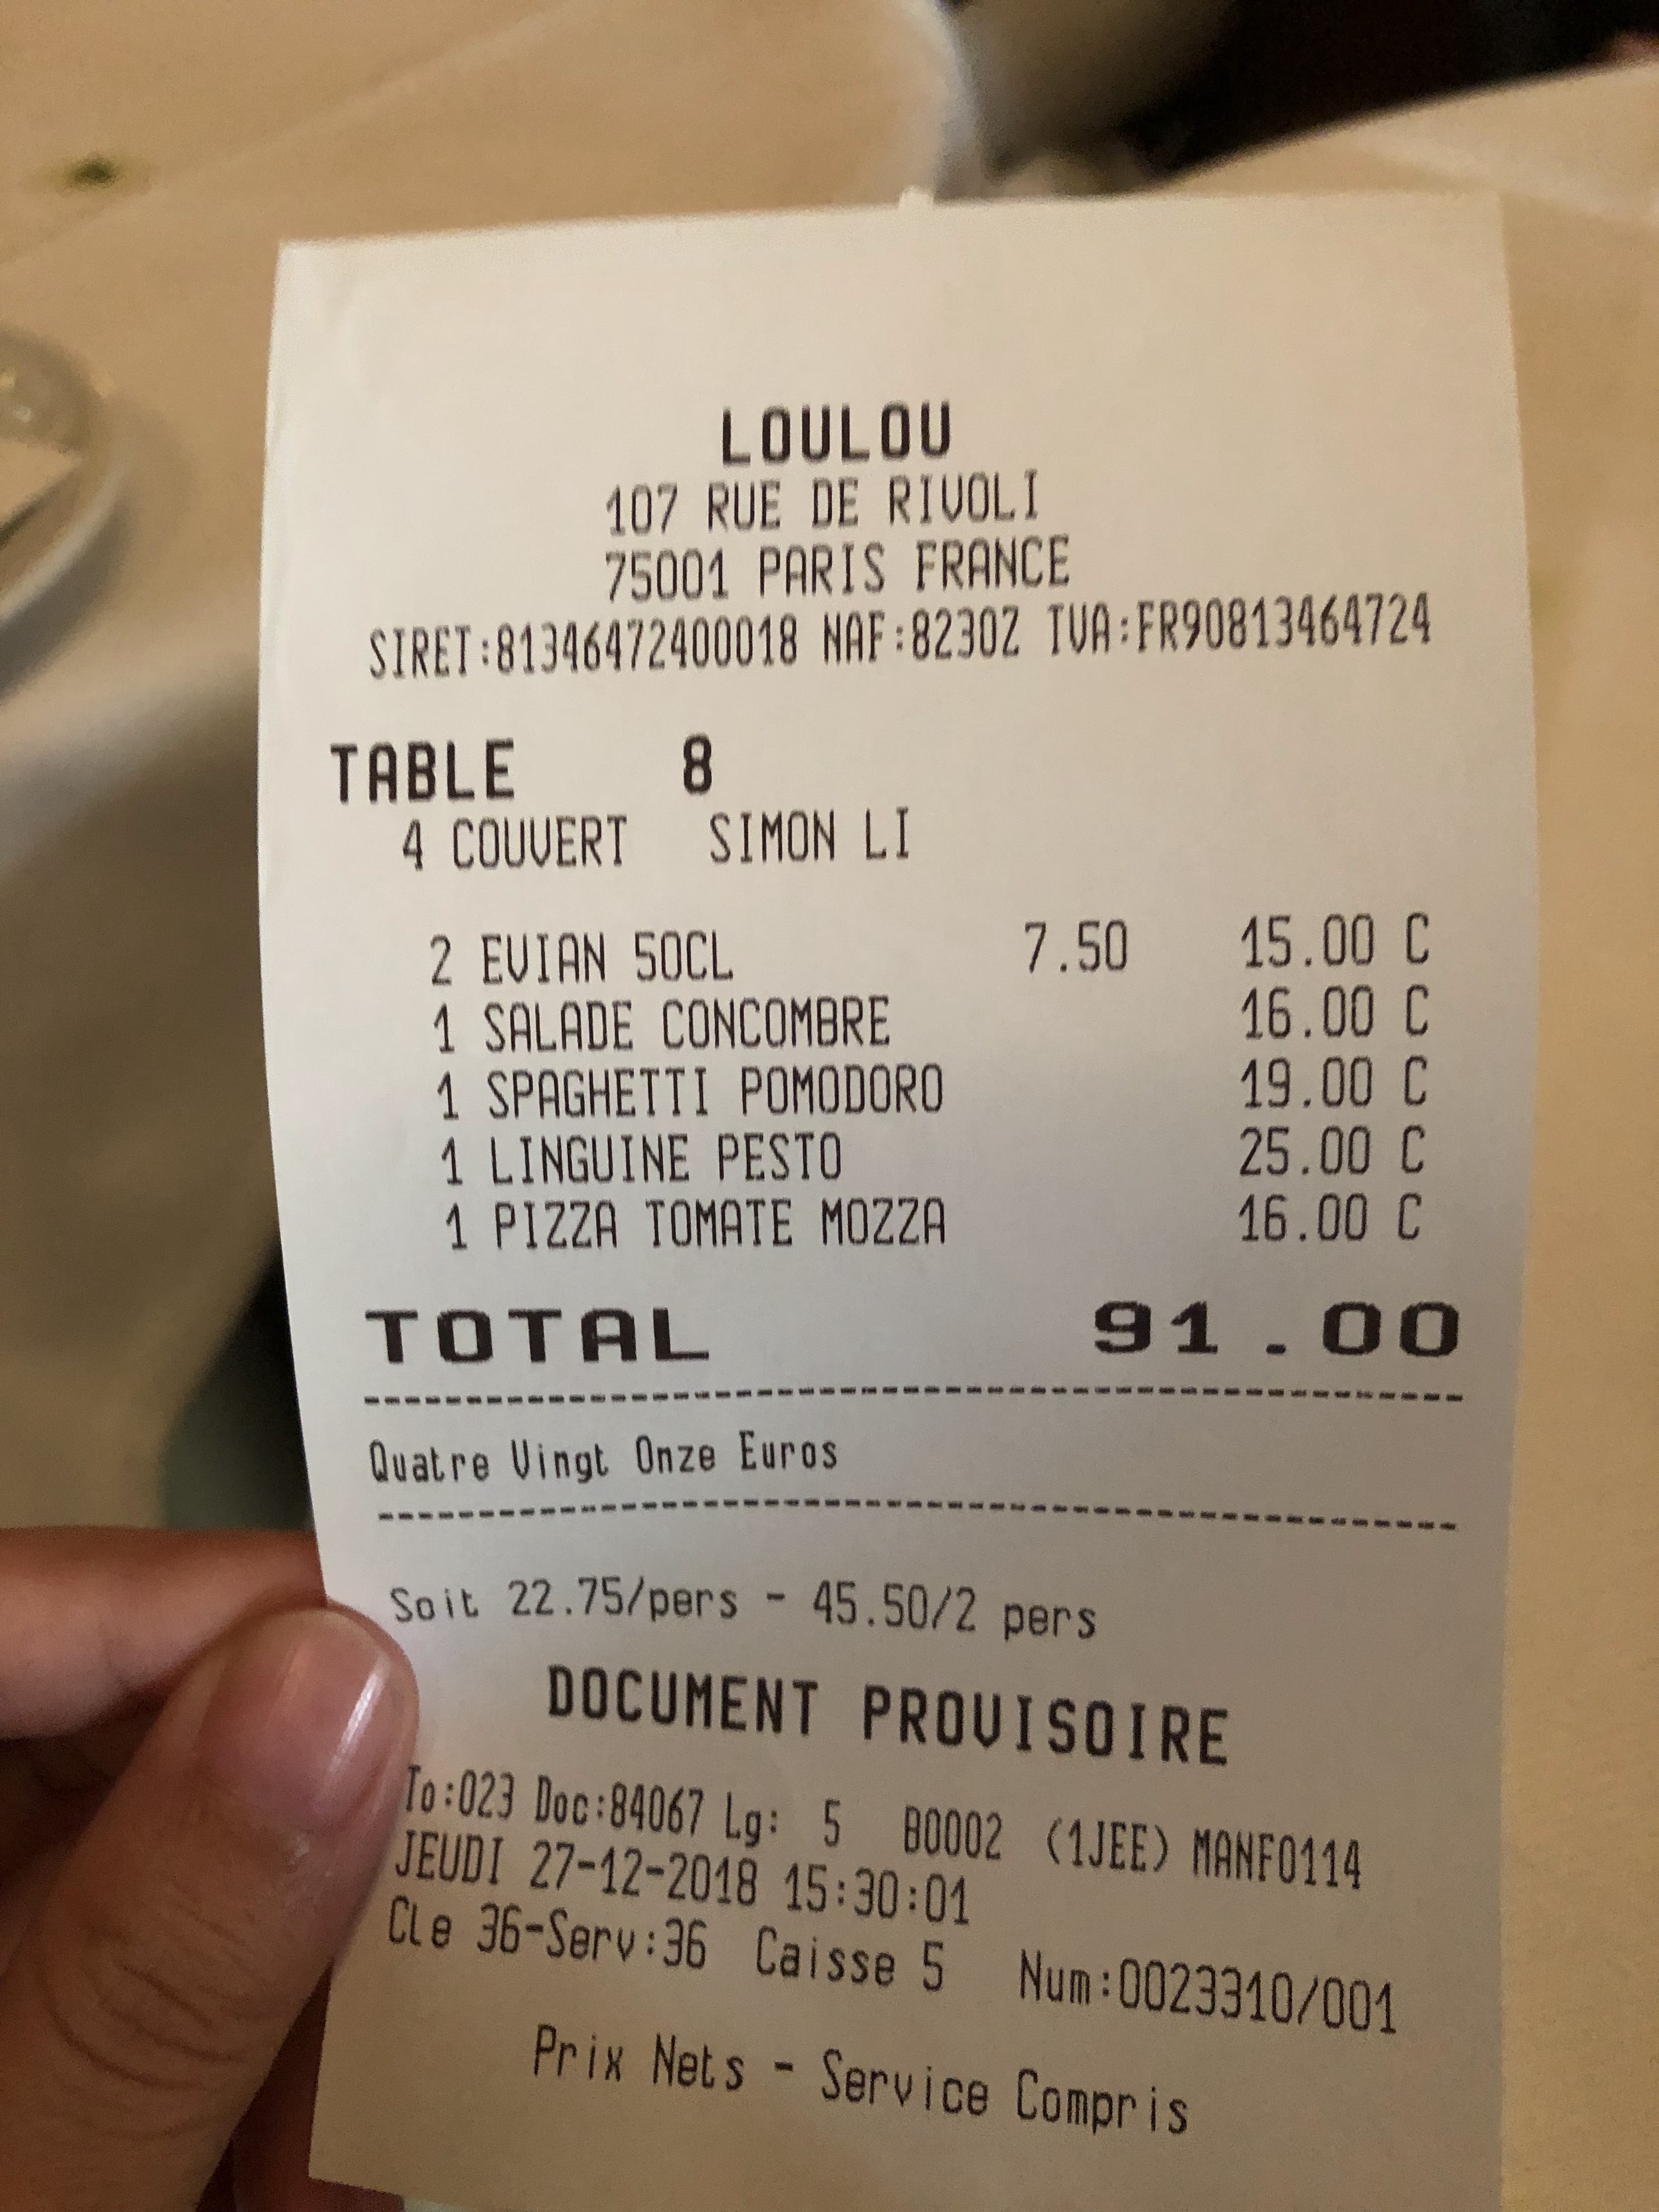 LOULOU
107 RUE DE RIVOLI
75001 PARIS FRANCE
SIRET:81346472400018 NAF:8230Z TVA:FR90813464724
TABLE 8
4 COUVERT SIMON LI
2 EVIAN 50CL 7.50 15.00 C
1 SALADE CONCOMBRE 16.00 C
1 SPAGHETTI POMODORO 19.00 C
1 LINGUINE PESTO 25.00 C
1 PIZZA TOMATE MOZZA 16.00 C
TOTAL 91.00
Quatre Vingt Onze Euros
Soit 22.75/pers - 45.50/2 pers
DOCUMENT PROVISOIRE
To:023 Doc:84067 Lg: 5 B0002 (1JEE) MANF0114
JEUDI 27-12-2018 15:30:01
Cle 36-Serv:36 Caisse 5 Num:0023310/001
Prix Nets - Service Compris